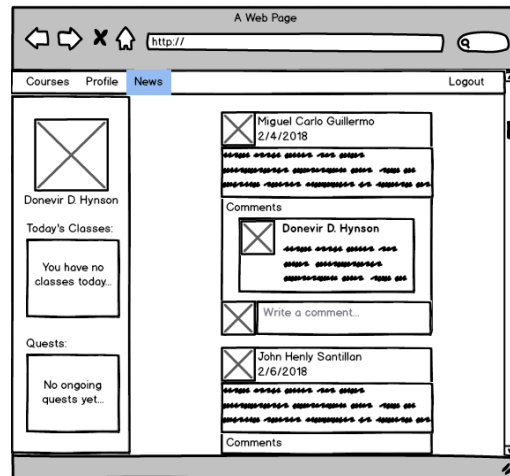 A Web Page
http://
Courses Profile News Logout
Donevir D. Hynson
Today's Classes:
You have no
classes today...
Quests:
No ongoing
quests yet...
Miguel Carlo Guillermo
2/4/2018
Comments
Donevir D. Hynson
Write a comment...
John Henly Santillan
2/6/2018
Comments